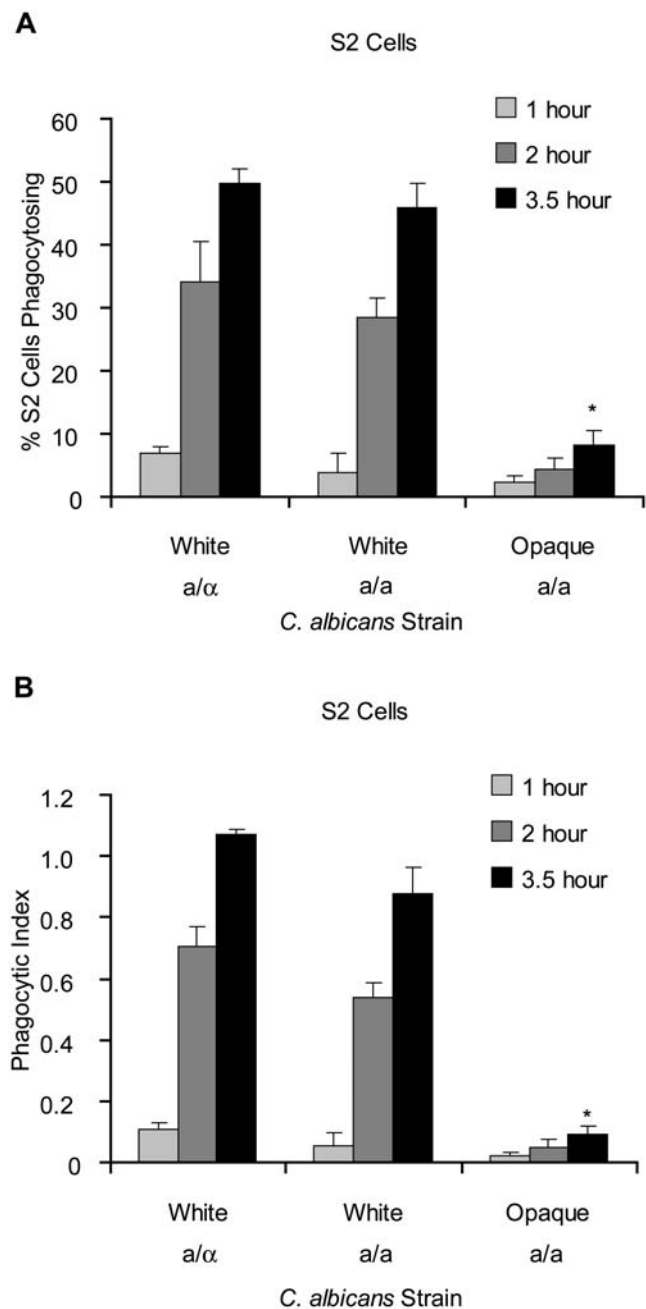 A
S2 Cells
1 hour
2 hour
3.5 hour
% S2 Cells Phagocytosing
60
50
40
30
20
10
0
*
White White Opaque
a/α a/a a/a
C. albicans Strain
B
S2 Cells
1 hour
2 hour
3.5 hour
Phagocytic Index
1.2
1.0
0.8
0.6
0.4
0.2
0
*
White White Opaque
a/α a/a a/a
C. albicans Strain